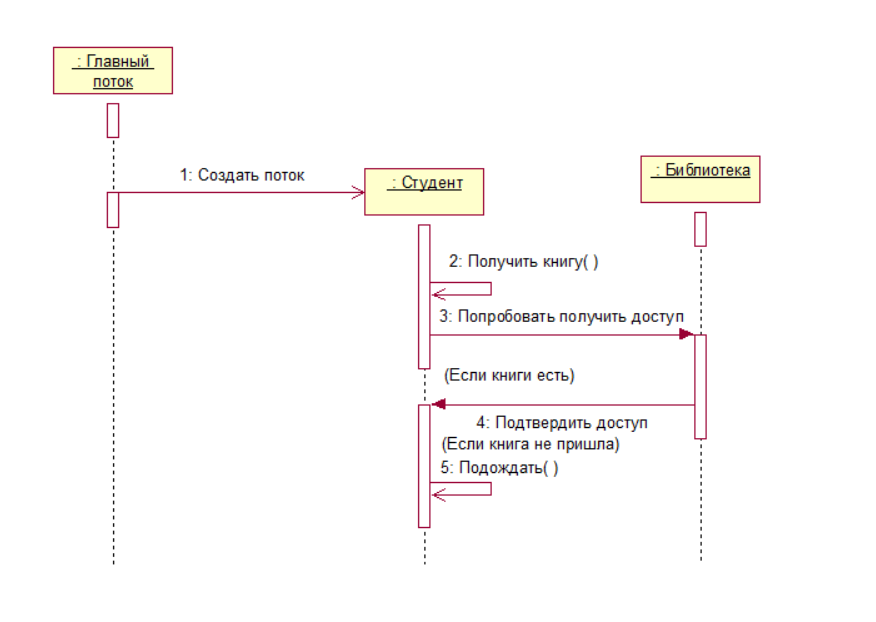 : Главный
поток
1: Создать поток
: Студент
: Библиотека
2: Получить книгу( )
3: Попробовать получить доступ
(Если книги есть)
4: Подтвердить доступ
(Если книга не пришла)
5: Подождать( )